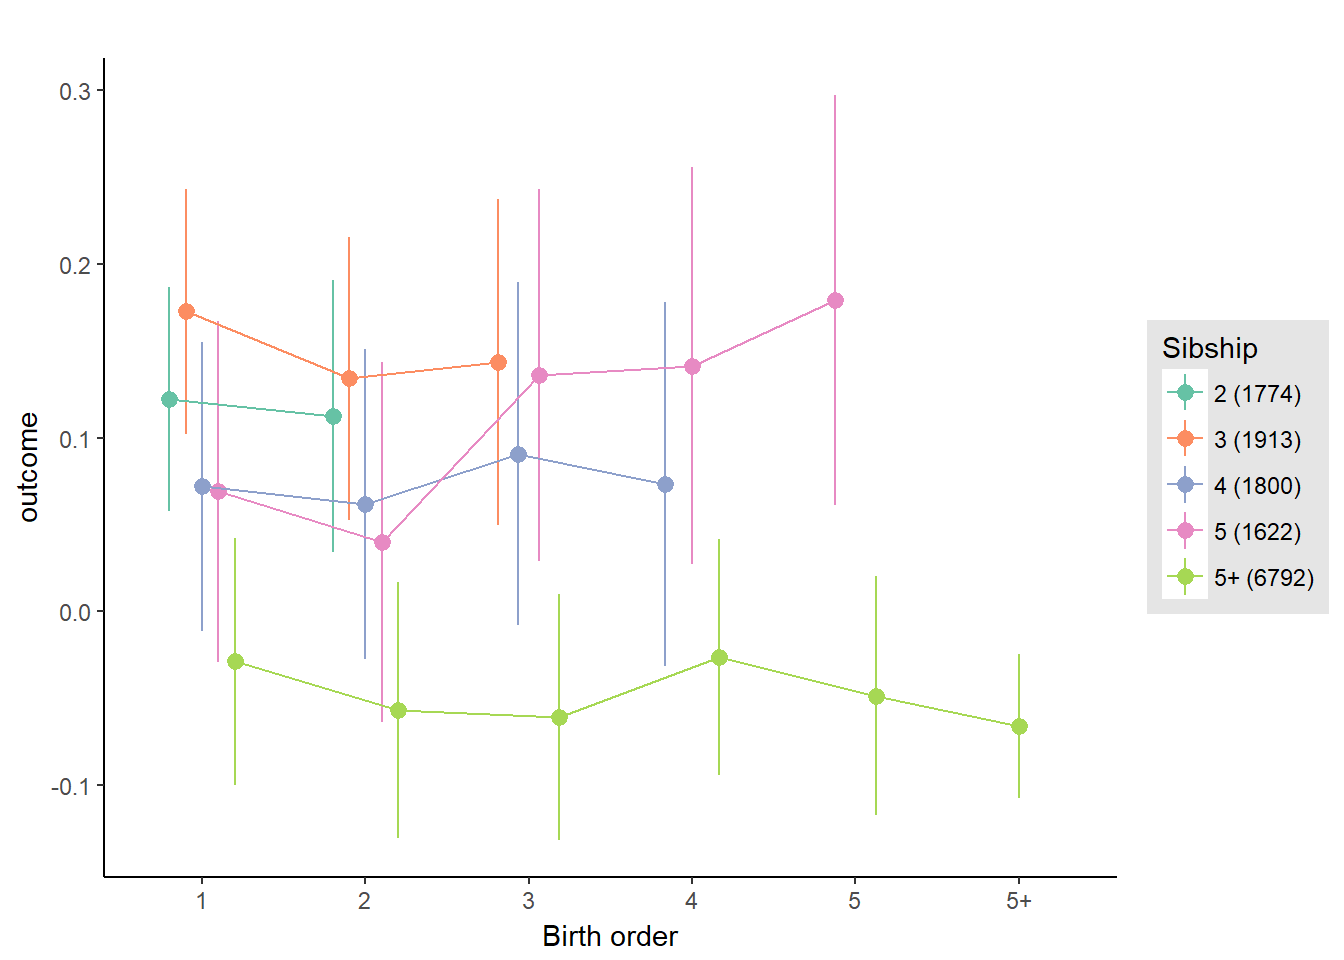 0.3
0.2
0.1
0.0
-0.1
outcome
1 2 3 4 5 5+
Birth order
Sibship
2 (1774)
3 (1913)
4 (1800)
5 (1622)
5+ (6792)